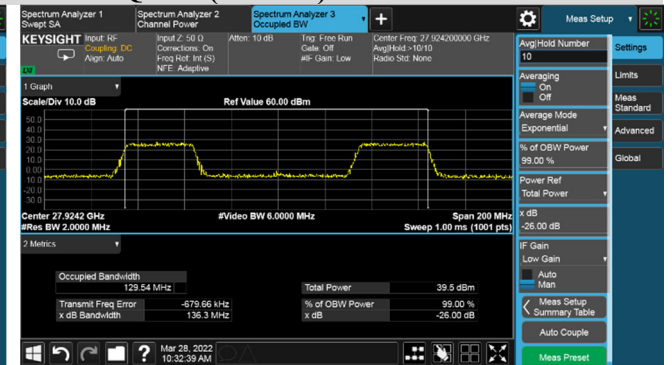 Spectrum Analyzer 1
Swept SA
Spectrum Analyzer 2
Channel Power
Spectrum Analyzer 3
Occupied BW
Meas Setup
KEYSIGHT
Input: RF
Coupling: DC
Align: Auto
Input Z: 50 Ω
Corrections: On
Freq Ref: Int (S)
NFE: Adaptive
Atten: 10 dB
Trig: Free Run
Gate: Off
#IF Gain: Low
Center Freq: 27.924200000 GHz
Avg|Hold:>10/10
Radio Std: None
1 Graph
Scale/Div 10.0 dB
Ref Value 60.00 dBm
50.0
40.0
30.0
20.0
10.0
0.00
-10.0
-20.0
-30.0
Center 27.9242 GHz
#Video BW 6.0000 MHz
Span 200 MHz
#Res BW 2.0000 MHz
Sweep 1.00 ms (1001 pts)
2 Metrics
Occupied Bandwidth
129.54 MHz
Total Power
39.5 dBm
Transmit Freq Error
-679.66 kHz
% of OBW Power
99.00 %
x dB Bandwidth
136.3 MHz
x dB
-26.00 dB
Mar 28, 2022
10:32:39 AM
Avg|Hold Number
10
Averaging
On
Off
Average Mode
Exponential
% of OBW Power
99.00 %
Power Ref
Total Power
x dB
-26.00 dB
IF Gain
Low Gain
Auto
Man
Meas Setup
Summary Table
Auto Couple
Meas Preset
Settings
Limits
Meas
Standard
Advanced
Global